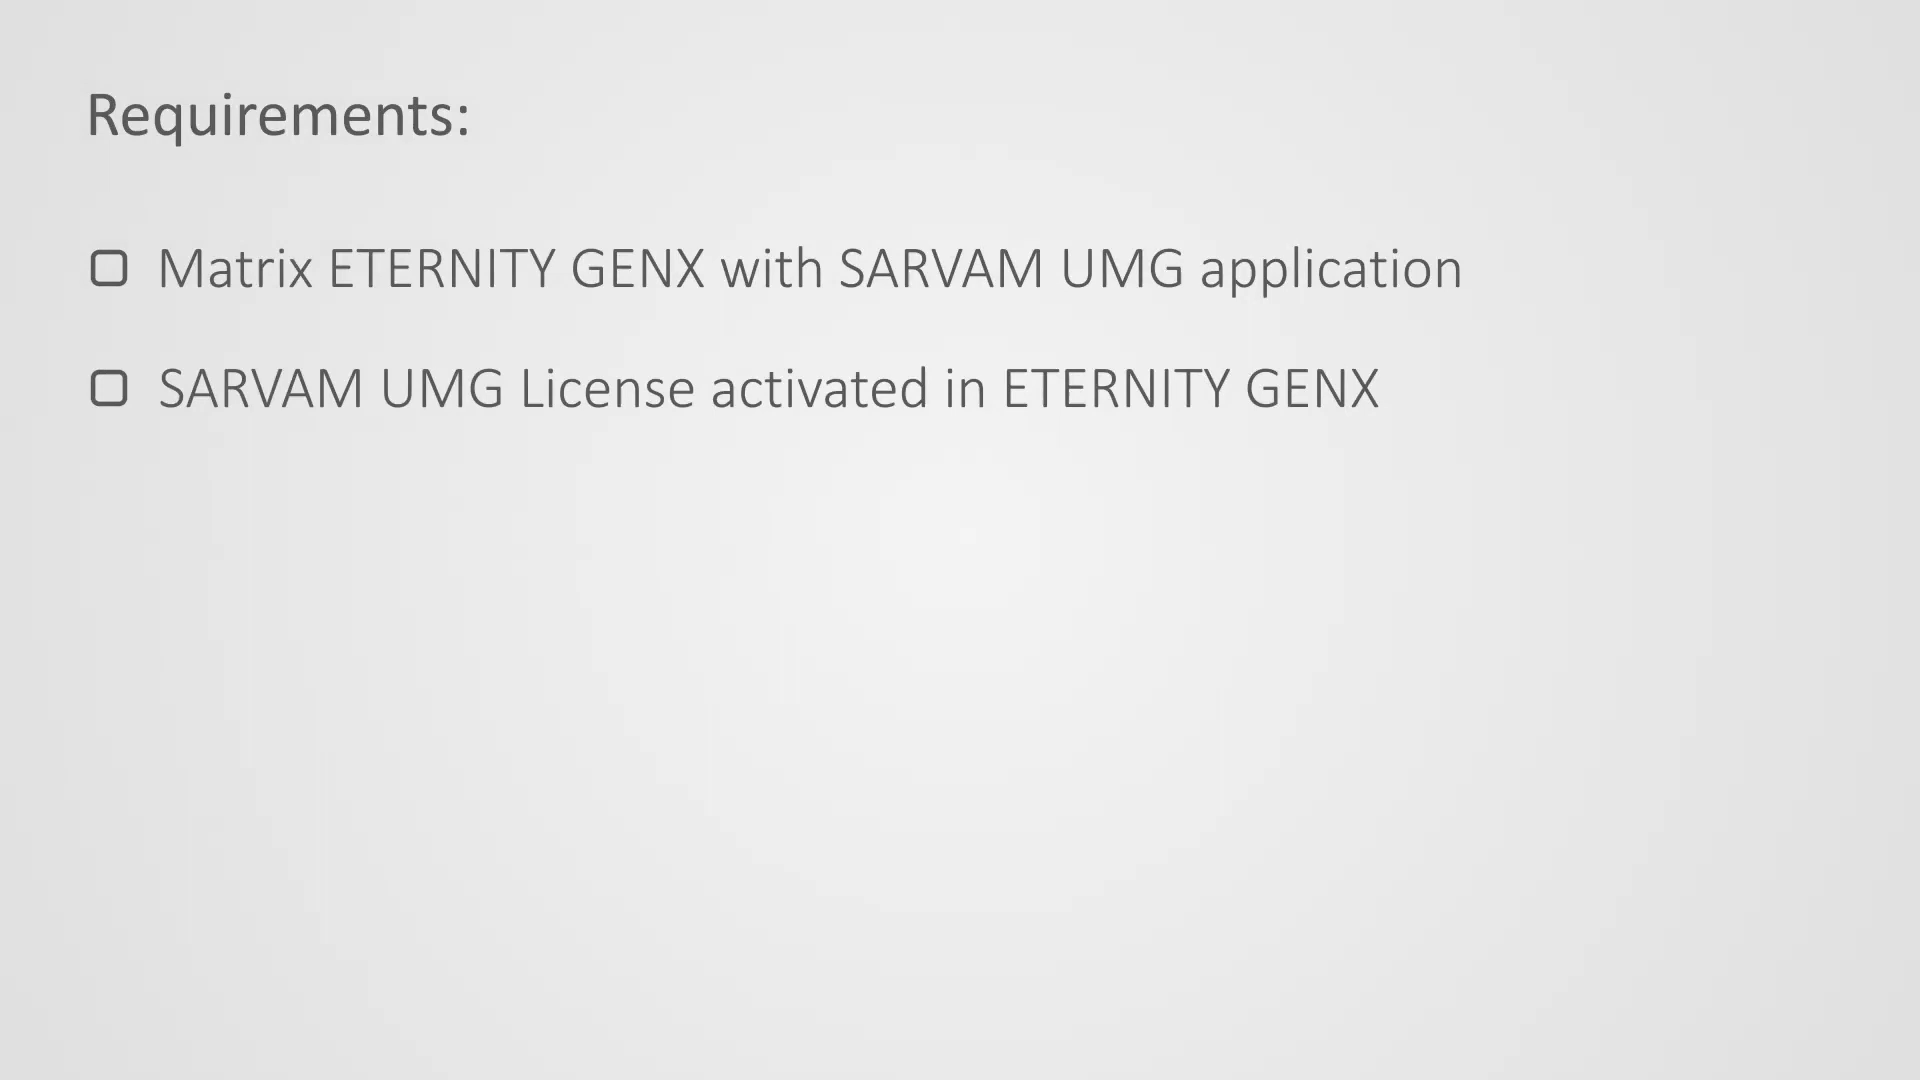 Requirements:
Matrix ETERNITY GENX with SARVAM UMG application
SARVAM UMG License activated in ETERNITY GENX